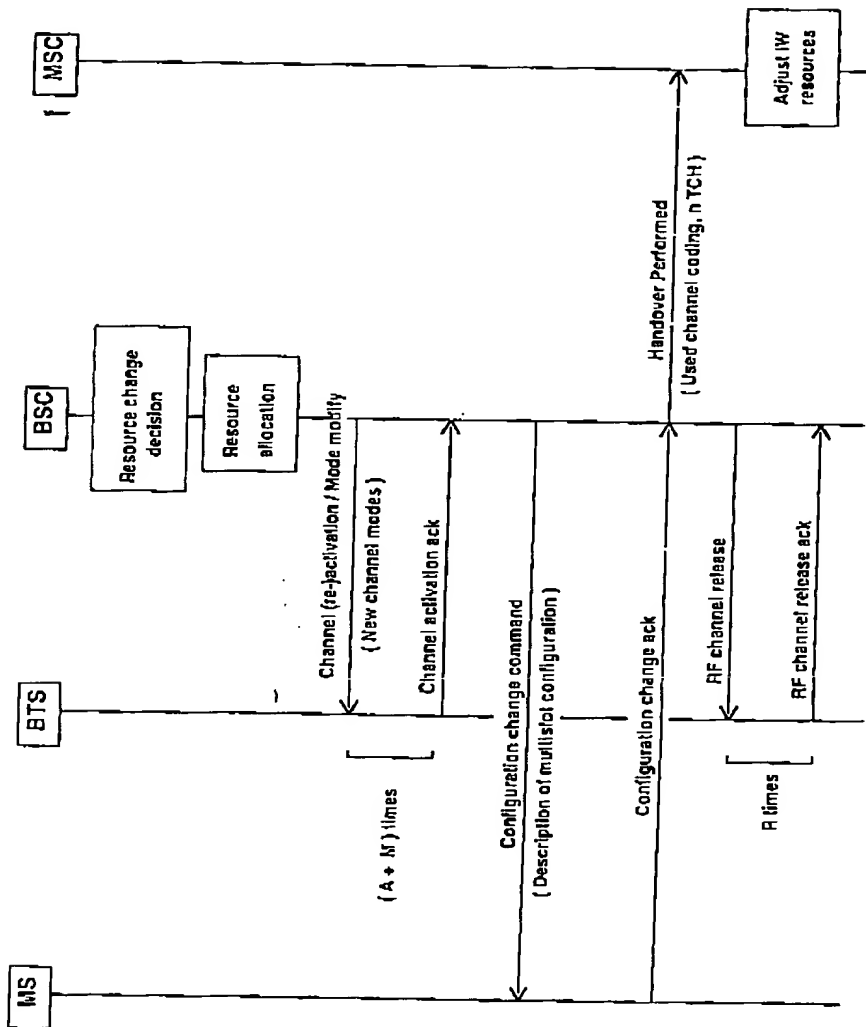 MS
BTS
BSC
MSC
Resource change
decision
Resource
allocation
Channel (re-)activation / Mode modify
( New channel modes )
Channel activation ack
( A + M ) times
Configuration change command
( Description of multislot configuration )
Configuration change ack
Handover Performed
( Used channel coding, n TCH )
RF channel release
RF channel release ack
R times
Adjust IW
resources